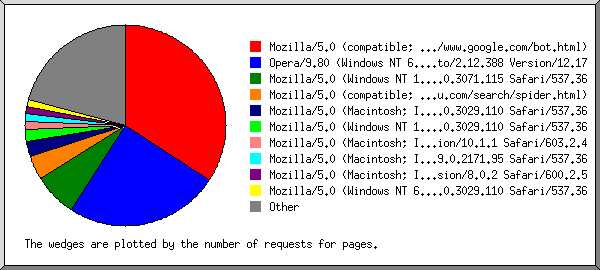 Mozilla/5.0 (compatible; .../www.google.com/bot.html)
Opera/9.80 (Windows NT 6....to/2.12.388 Version/12.17
Mozilla/5.0 (Windows NT 1....0.3071.115 Safari/537.36
Mozilla/5.0 (compatible; ...u.com/search/spider.html)
Mozilla/5.0 (Macintosh; I....0.3029.110 Safari/537.36
Mozilla/5.0 (Windows NT 1....0.3029.110 Safari/537.36
Mozilla/5.0 (Macintosh; I...ion/10.1.1 Safari/603.2.4
Mozilla/5.0 (Macintosh; I...9.0.2171.95 Safari/537.36
Mozilla/5.0 (Macintosh; I...sion/8.0.2 Safari/600.2.5
Mozilla/5.0 (Windows NT 6....0.3029.110 Safari/537.36
Other
The wedges are plotted by the number of requests for pages.